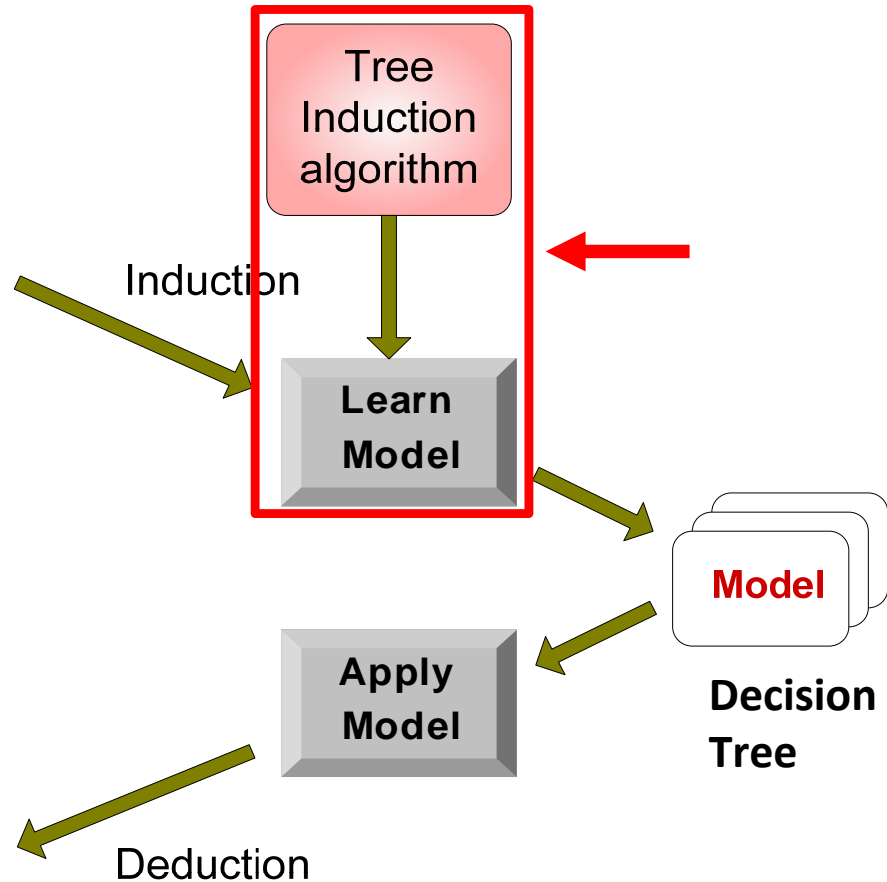 Tree
Induction
algorithm
Induction
Learn
Model
Model
Decision
Tree
Apply
Model
Deduction